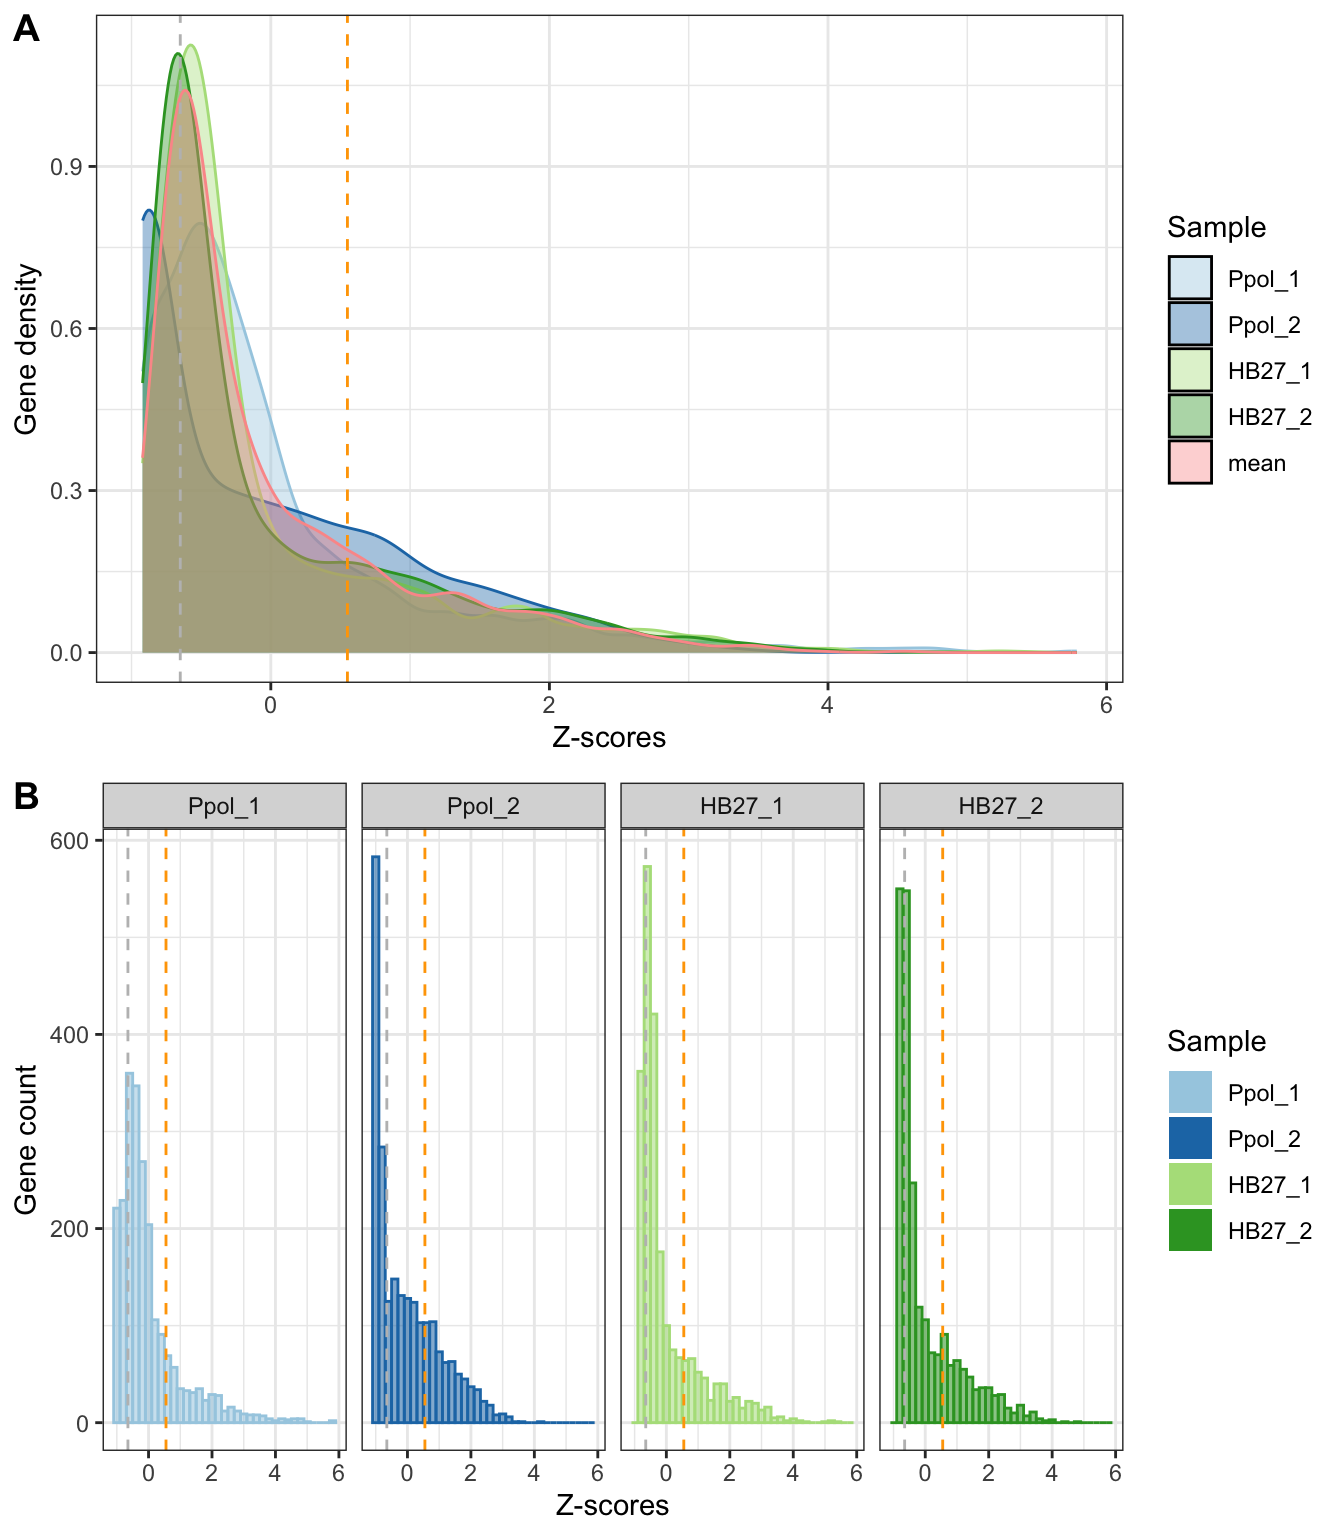 A
Gene density
0.9
0.6
0.3
0.0
0 2 4 6
Z-scores
Sample
Ppol_1
Ppol_2
HB27_1
HB27_2
mean
B
Ppol_1 Ppol_2 HB27_1 HB27_2
Gene count
600
400
200
0
0 2 4 6 0 2 4 6 0 2 4 6 0 2 4 6
Z-scores
Sample
Ppol_1
Ppol_2
HB27_1
HB27_2